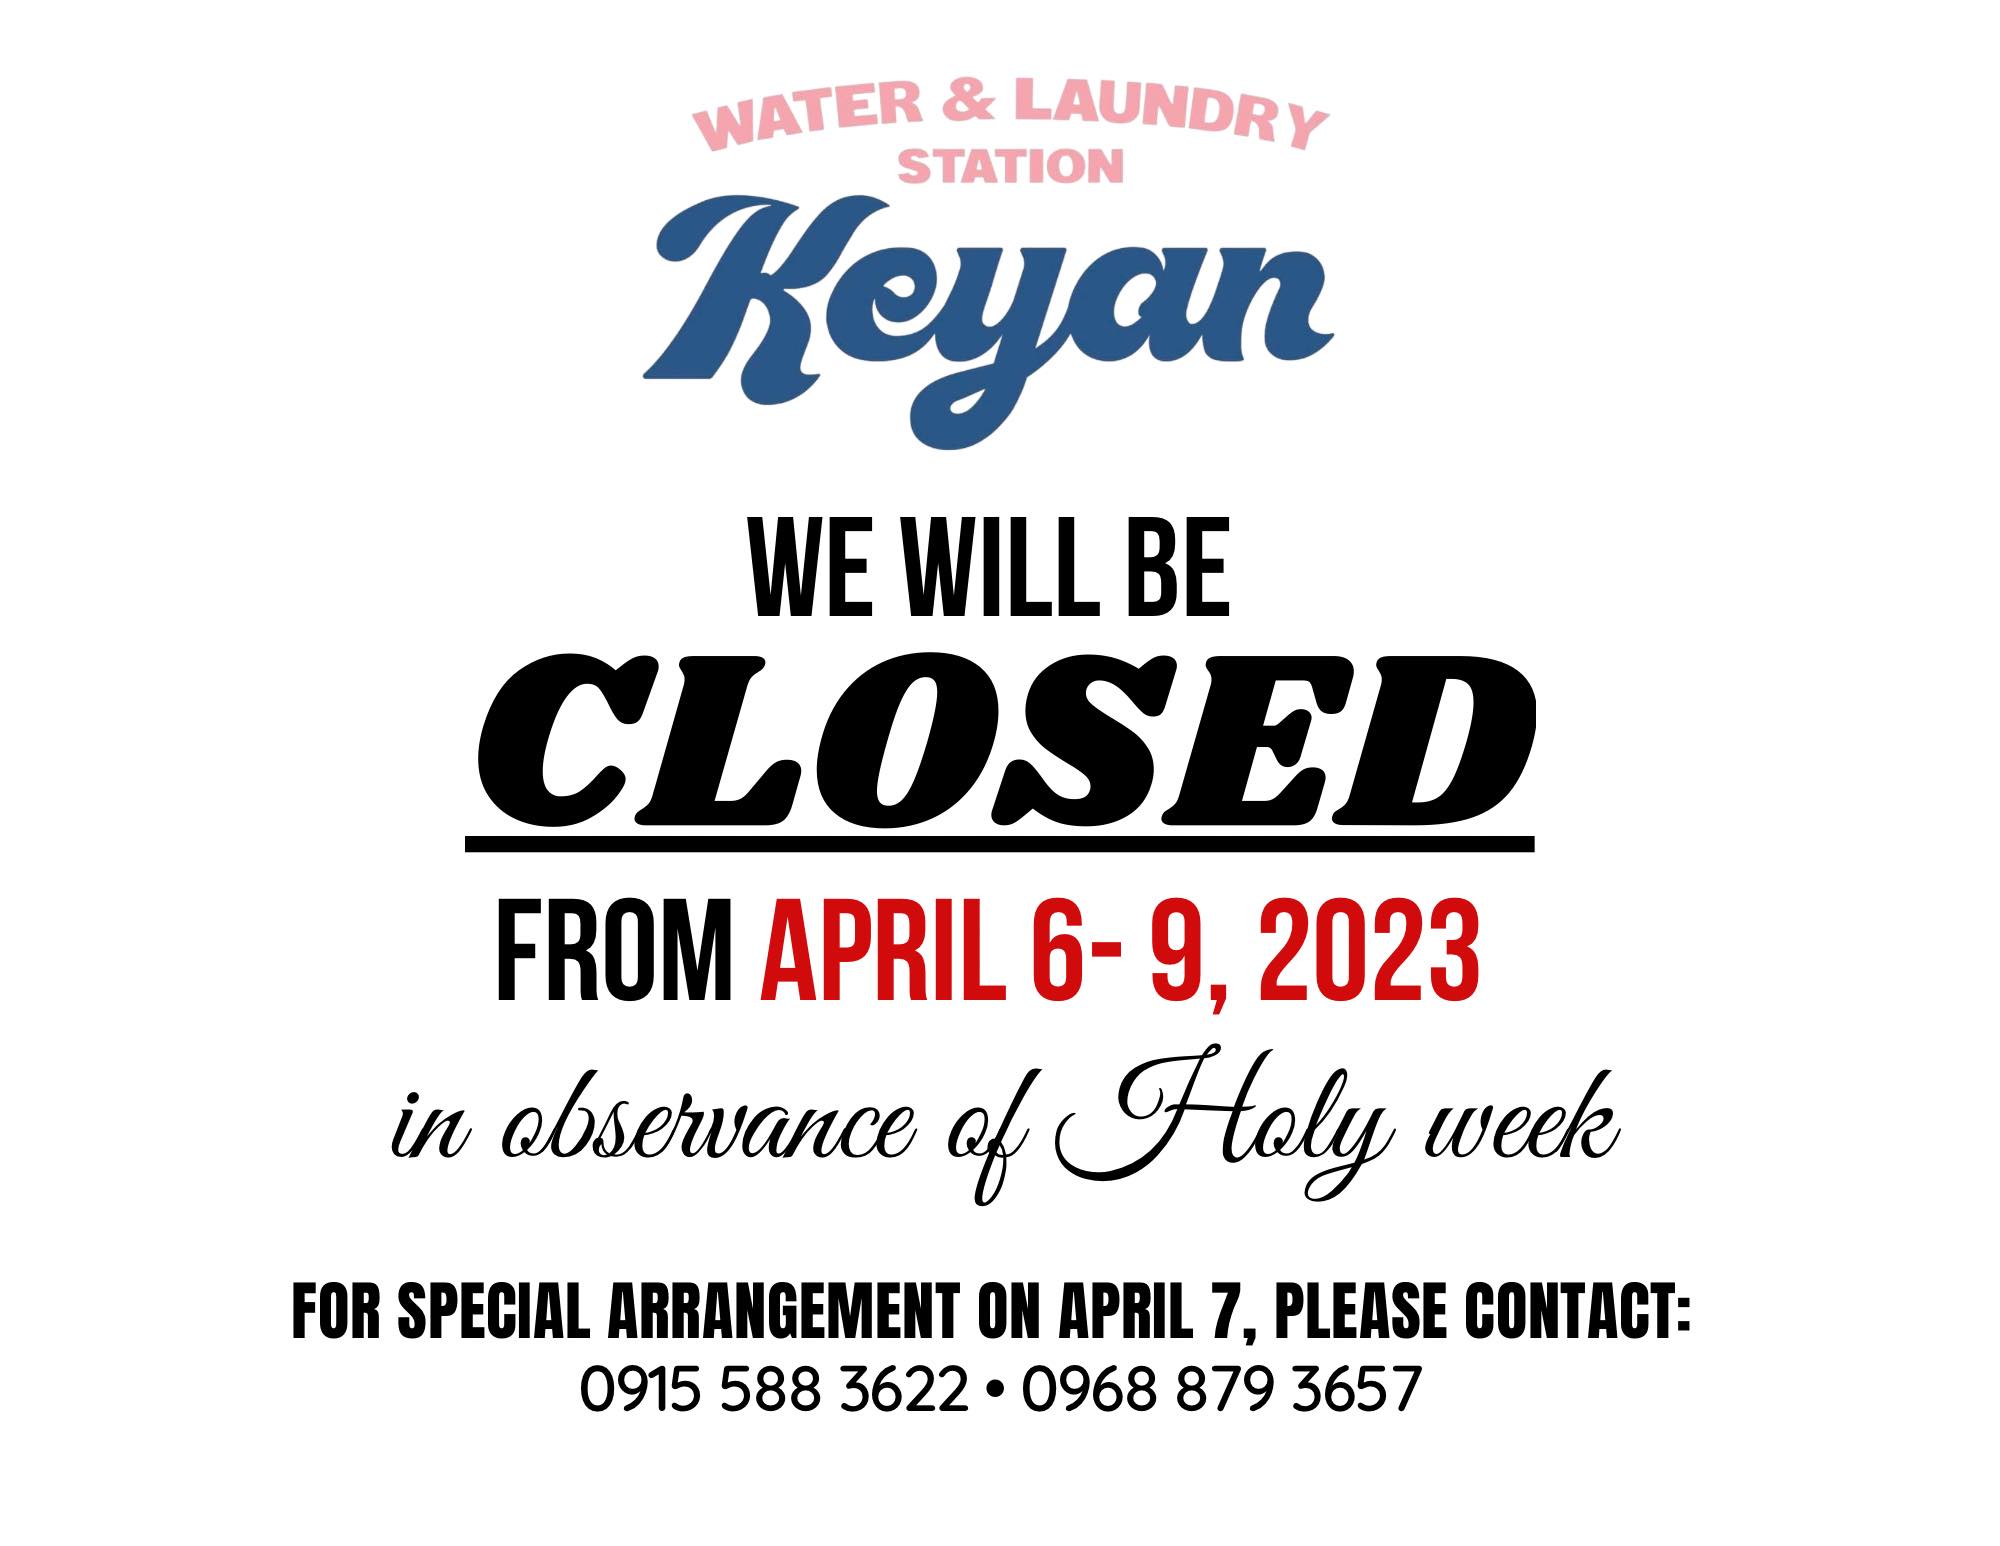 WATER & LAUNDRY
STATION
Keyan
WE WILL BE
CLOSED
FROM APRIL 6- 9, 2023
in observance of Holy week
FOR SPECIAL ARRANGEMENT ON APRIL 7, PLEASE CONTACT:
0915 588 3622 • 0968 879 3657